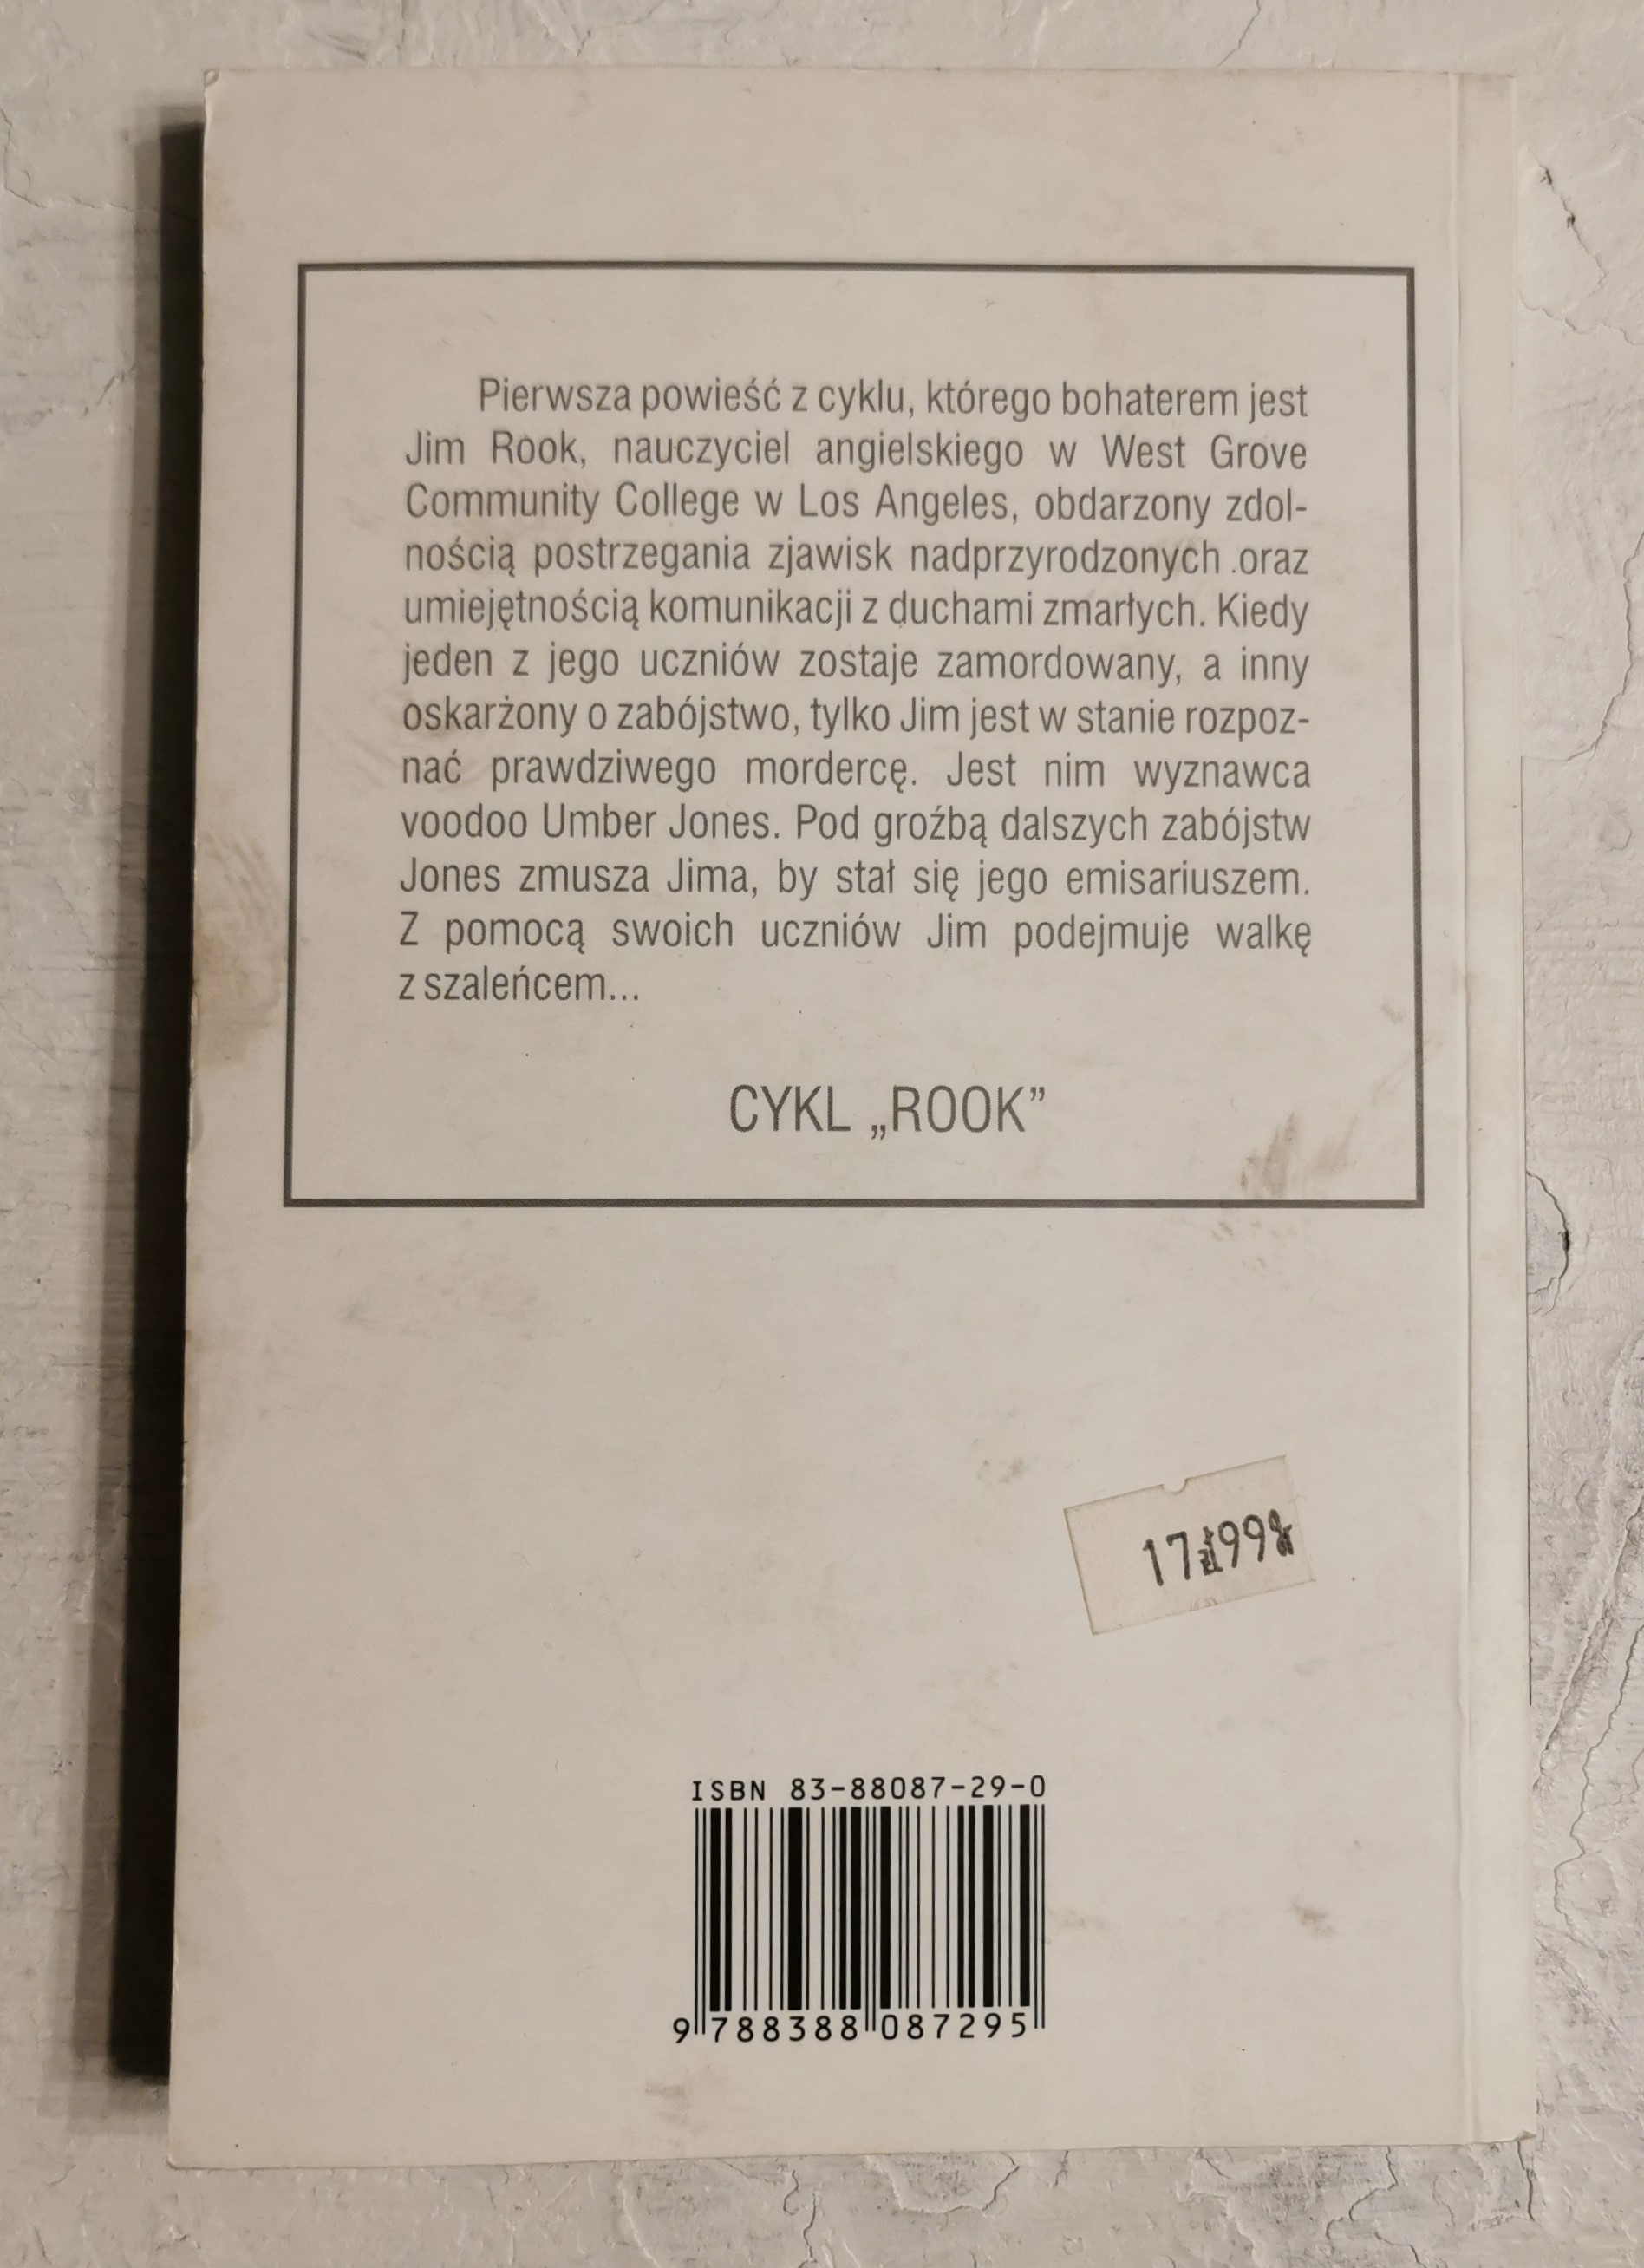 Pierwsza powieść z cyklu, którego bohaterem jest
Jim Rook, nauczyciel angielskiego w West Grove
Community College w Los Angeles, obdarzony zdol-
nością postrzegania zjawisk nadprzyrodzonych .oraz
umiejętnością komunikacji z duchami zmarłych. Kiedy
jeden z jego uczniów zostaje zamordowany, a inny
oskarżony o zabójstwo, tylko Jim jest w stanie rozpoz-
nać prawdziwego mordercę. Jest nim wyznawca
voodoo Umber Jones. Pod groźbą dalszych zabójstw
Jones zmusza Jima, by stał się jego emisariuszem.
Z pomocą swoich uczniów Jim podejmuje walkę
z szaleńcem...
CYKL „ROOK”
17 99
ISBN 83-88087-29-0
9 788388 087295